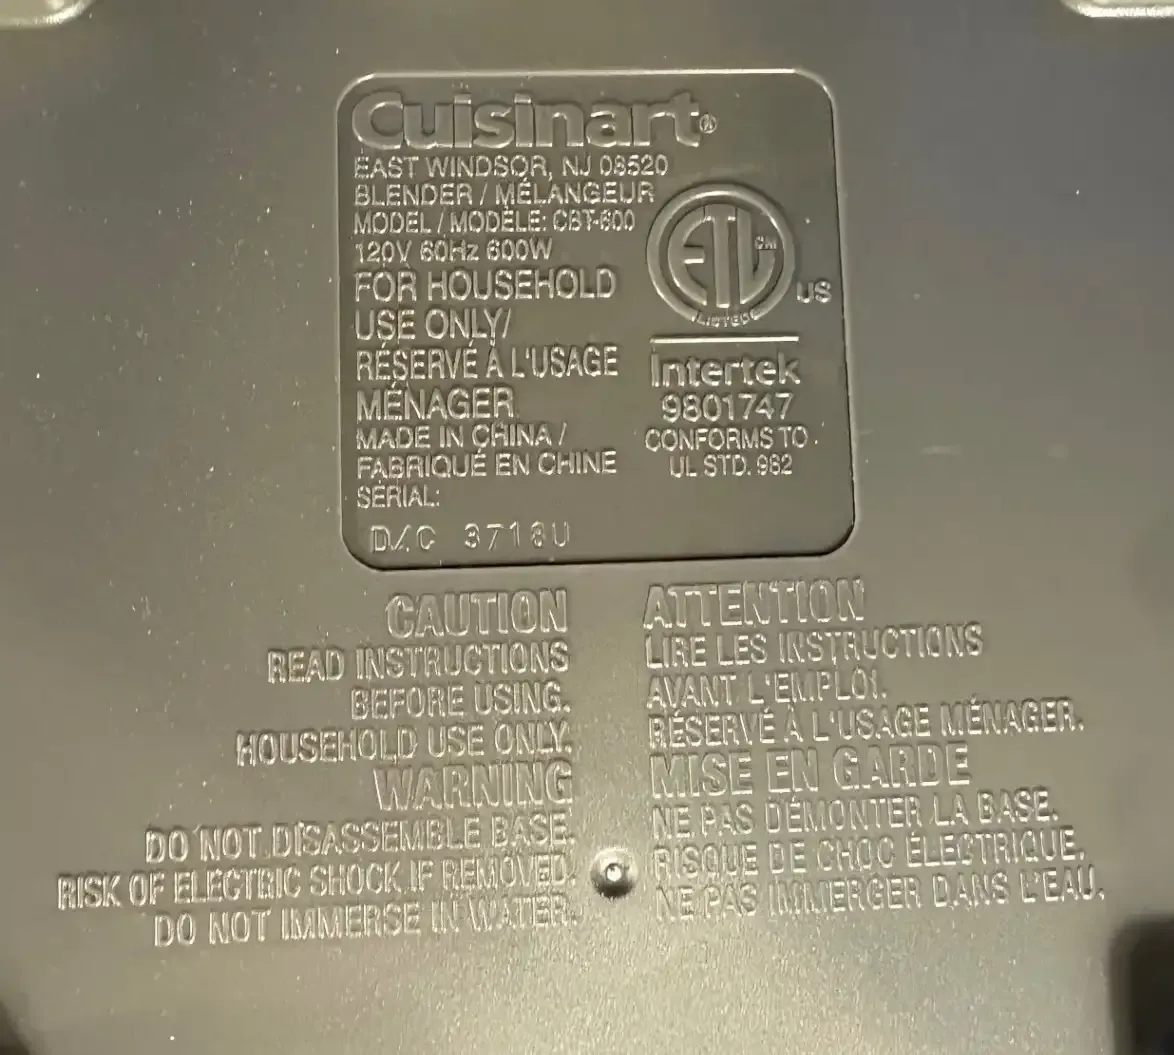 Cuisinart®
EAST WINDSOR, NJ 08520
BLENDER / MÉLANGEUR
MODEL / MODÈLE: CBT-600
120V 60Hz 600W
FOR HOUSEHOLD
USE ONLY/
RÉSERVÉ À L'USAGE
MÉNAGER
MADE IN CHINA /
FABRIQUÉ EN CHINE
SERIAL:
3718U
ETL CM
LISTED
US
Intertek
9801747
CONFORMS TO
UL STD. 982
CAUTION
READ INSTRUCTIONS
BEFORE USING.
HOUSEHOLD USE ONLY.
WARNING
DO NOT DISASSEMBLE BASE.
RISK OF ELECTRIC SHOCK IF REMOVED.
DO NOT IMMERSE IN WATER.
ATTENTION
LIRE LES INSTRUCTIONS
AVANT L'EMPLOI.
RÉSERVÉ À L'USAGE MÉNAGER.
MISE EN GARDE
NE PAS DÉMONTER LA BASE.
RISQUE DE CHOC ÉLECTRIQUE.
NE PAS IMMERGER DANS L'EAU.